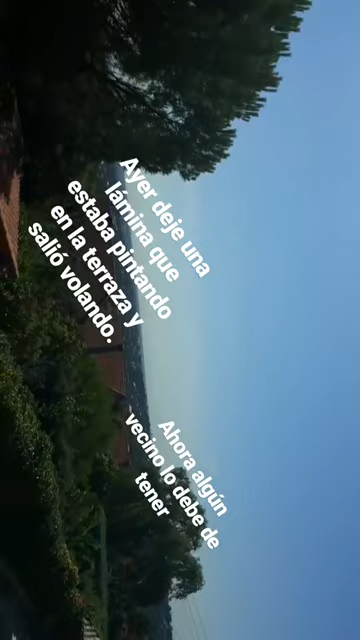 Ayer deje una
lámina que
estaba pintando
en la terraza y
salió volando.
Ahora algún
vecino lo debe de
tener